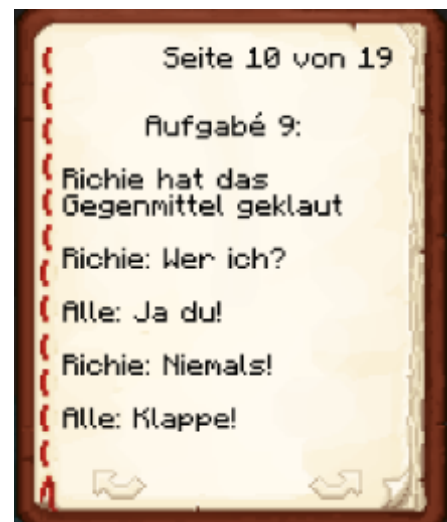 Seite 10 von 19
Aufgabé 9:
Richie hat das
Gegenmittel geklaut
Richie: Wer ich?
Alle: Ja du!
Richie: Niemals!
Alle: Klappe!